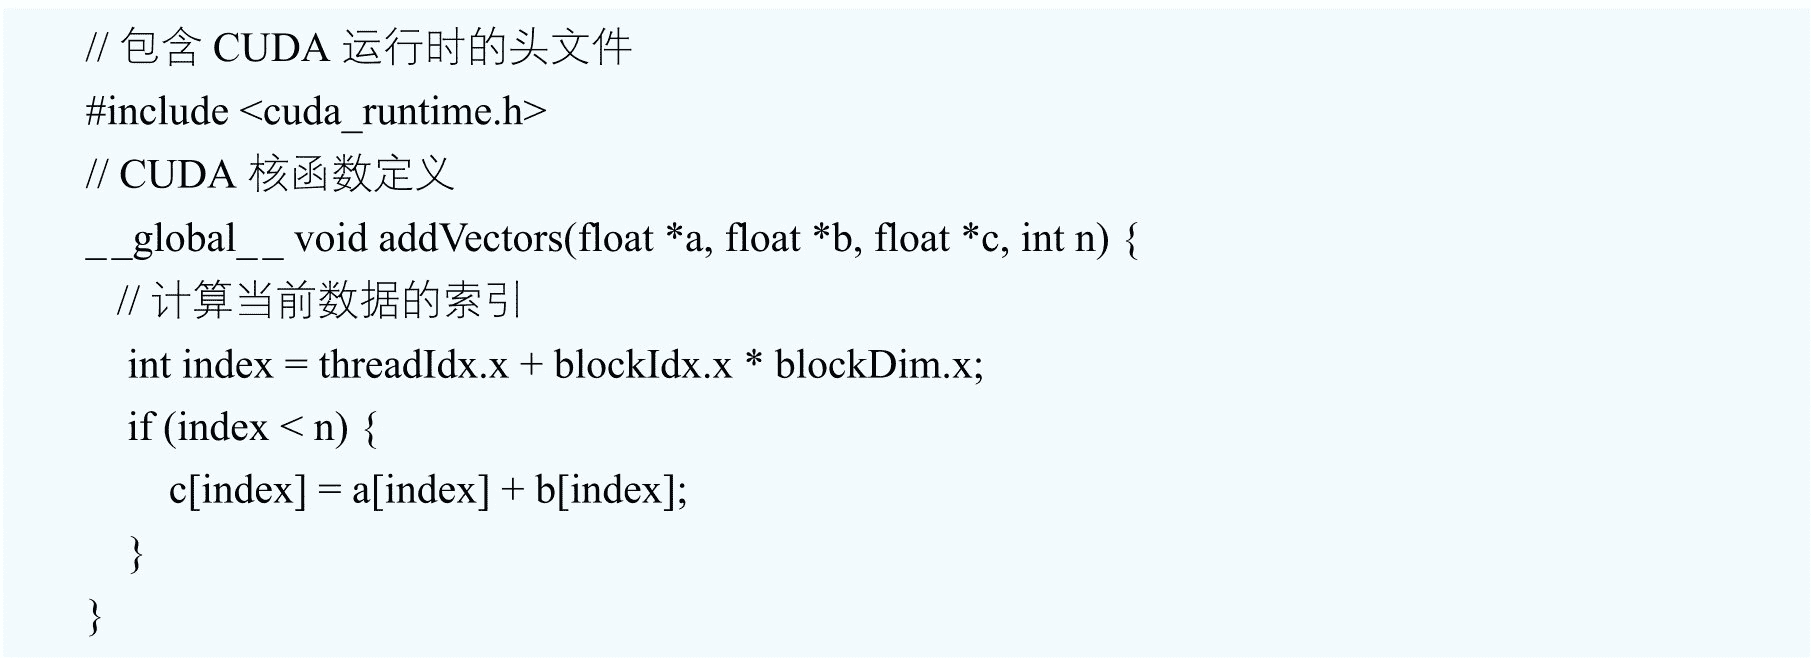 // 包含 CUDA 运行时的头文件
#include <cuda_runtime.h>
// CUDA 核函数定义
__global__ void addVectors(float *a, float *b, float *c, int n) {
// 计算当前数据的索引
int index = threadIdx.x + blockIdx.x * blockDim.x;
if (index < n) {
c[index] = a[index] + b[index];
}
}